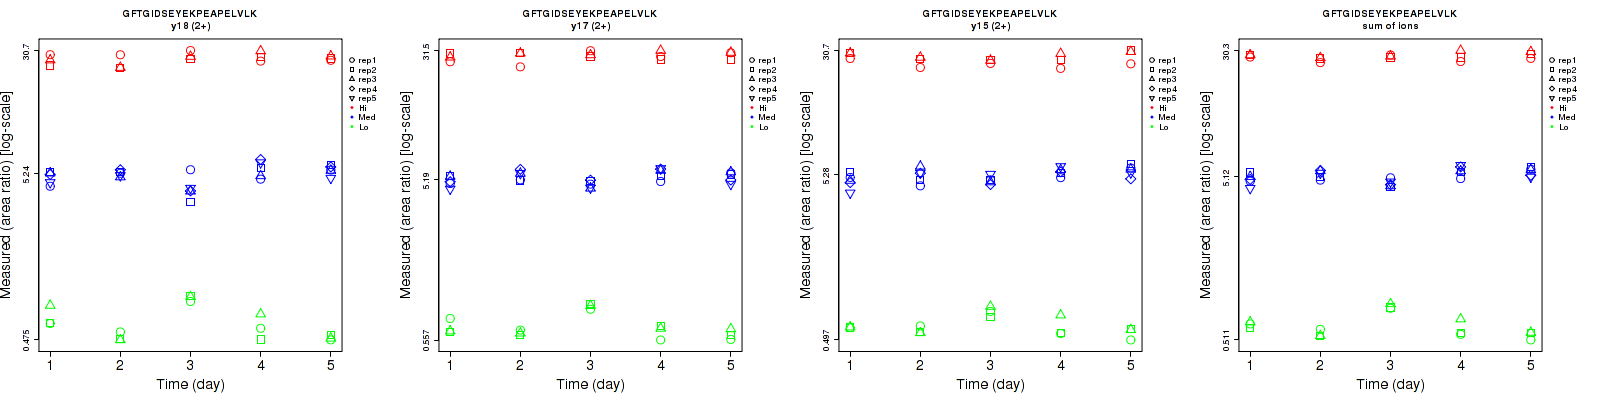 GFTGIDSEYEKPEAPELVLK
y18 (2+)
Measured (area ratio) [log-scale]
30.7
5.24
0.475
1 2 3 4 5
Time (day)
rep1
rep2
rep3
rep4
rep5
Hi
Med
Lo
GFTGIDSEYEKPEAPELVLK
y17 (2+)
Measured (area ratio) [log-scale]
31.5
5.19
0.557
1 2 3 4 5
Time (day)
rep1
rep2
rep3
rep4
rep5
Hi
Med
Lo
GFTGIDSEYEKPEAPELVLK
y15 (2+)
Measured (area ratio) [log-scale]
30.7
5.28
0.497
1 2 3 4 5
Time (day)
rep1
rep2
rep3
rep4
rep5
Hi
Med
Lo
GFTGIDSEYEKPEAPELVLK
sum of ions
Measured (area ratio) [log-scale]
30.3
5.12
0.511
1 2 3 4 5
Time (day)
rep1
rep2
rep3
rep4
rep5
Hi
Med
Lo